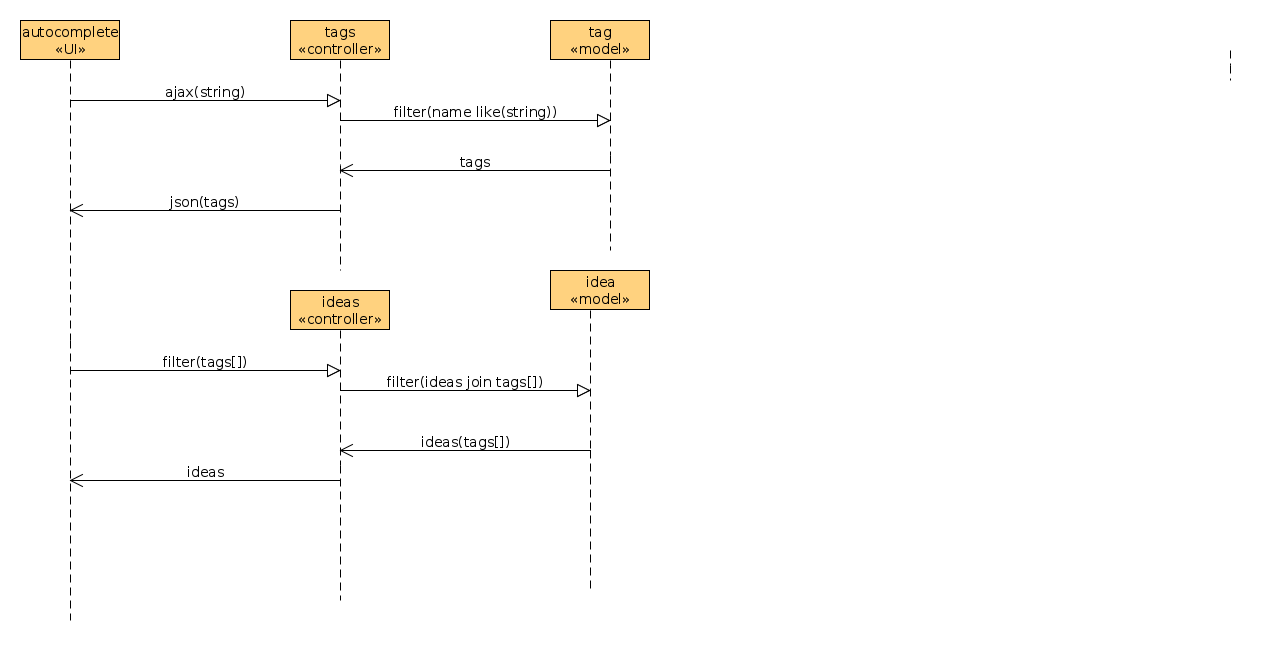 autocomplete
«UI»
tags
«controller»
tag
«model»
ajax(string)
filter(name like(string))
tags
json(tags)
idea
«model»
ideas
«controller»
filter(tags[])
filter(ideas join tags[])
ideas(tags[])
ideas